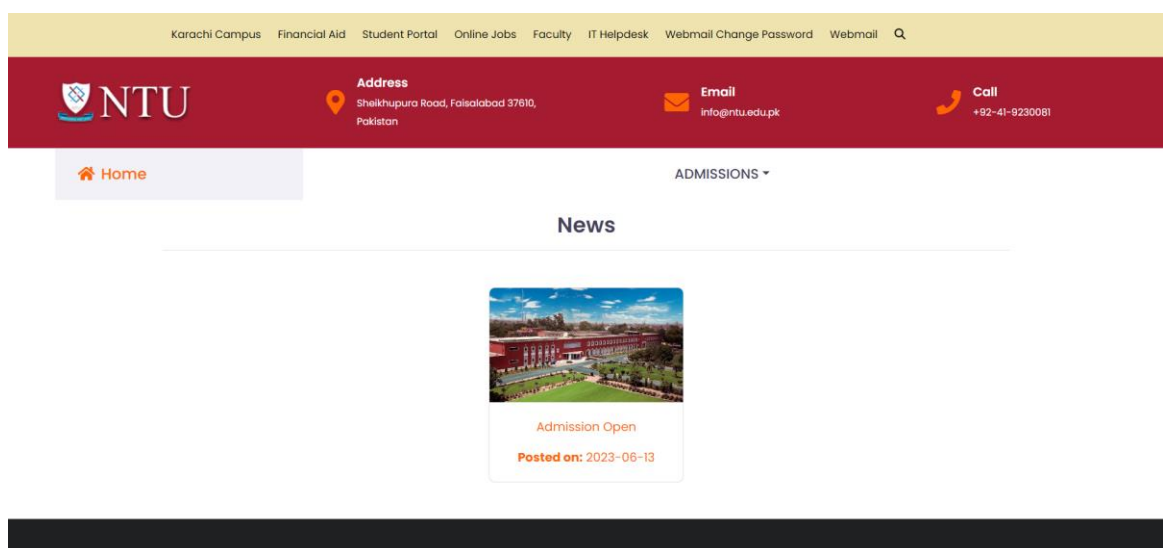 Karachi Campus Financial Aid Student Portal Online Jobs Faculty IT Helpdesk Webmail Change Password Webmail
NTU
Address
Sheikhupura Road, Faisalabad 37610,
Pakistan
Email
info@ntu.edu.pk
Call
+92-41-9230081
Home
ADMISSIONS
News
Admission Open
Posted on: 2023-06-13